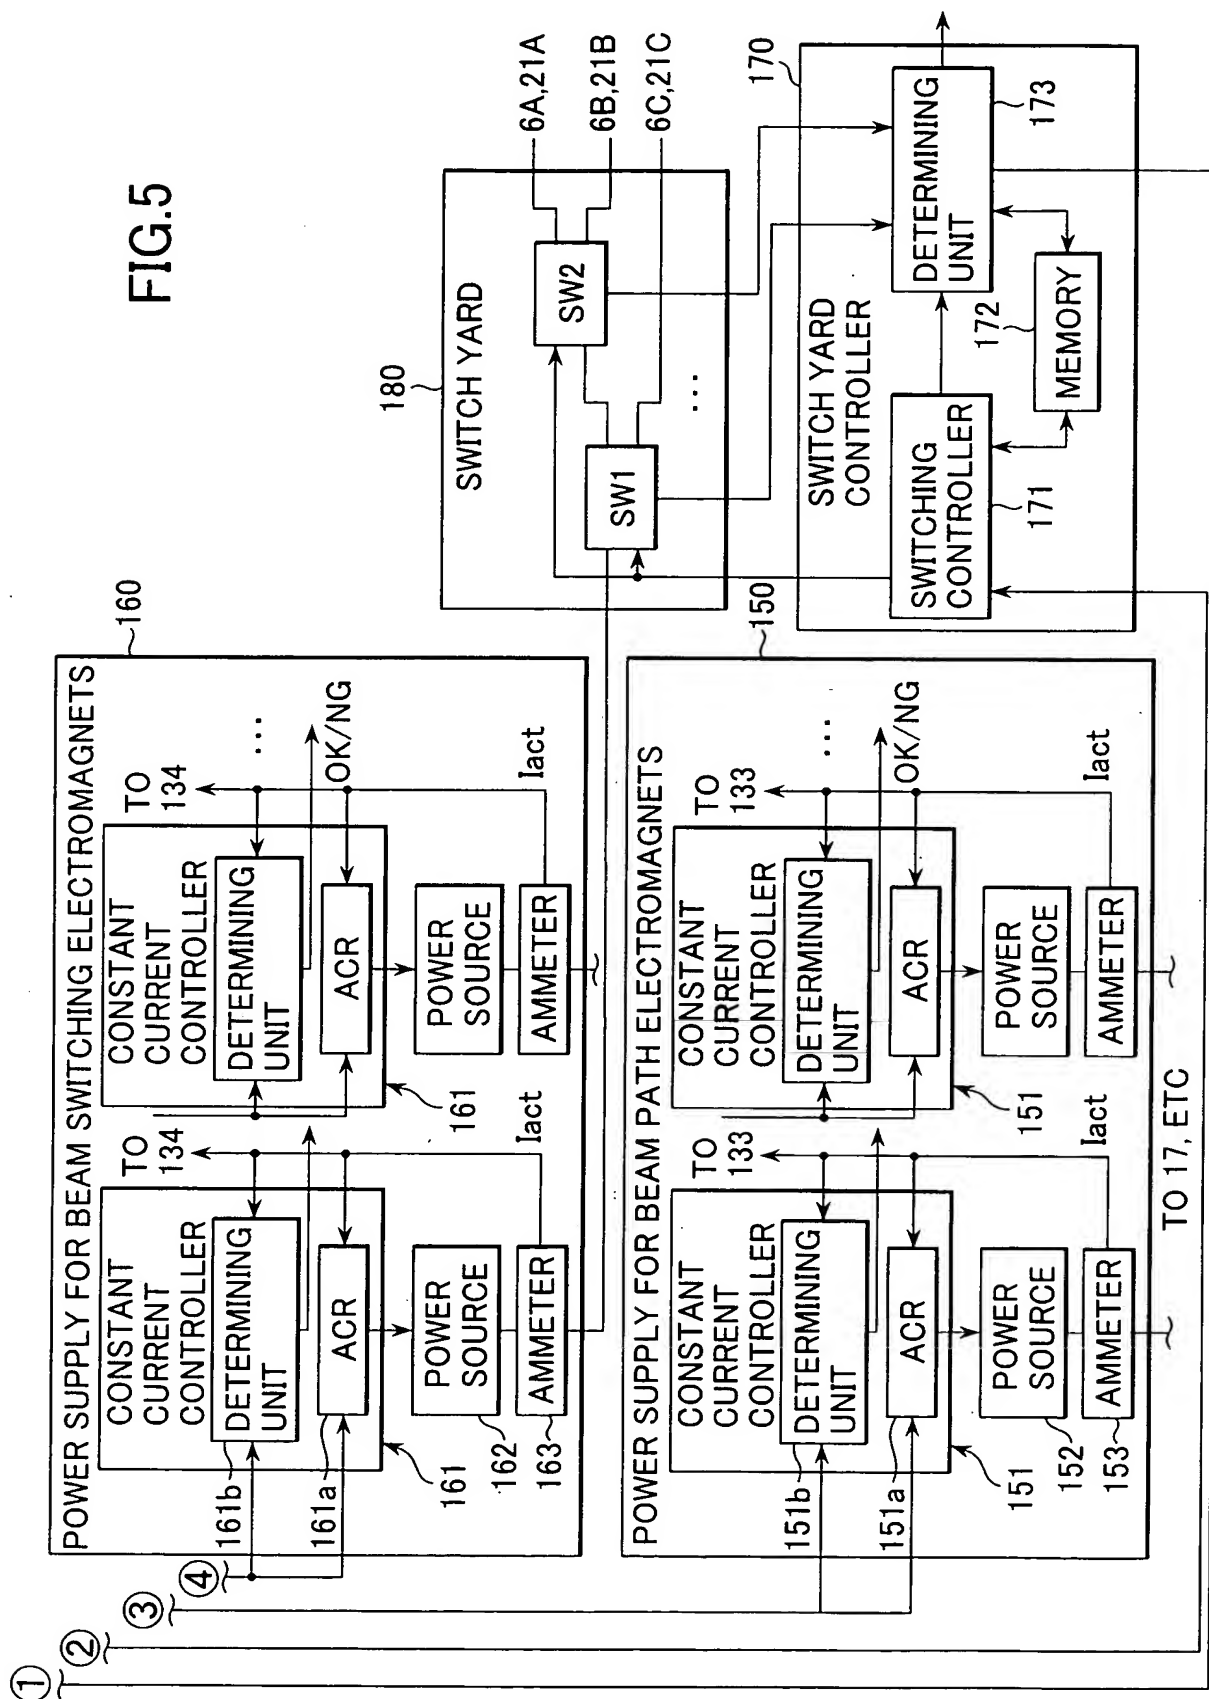 FIG.5
①
②
③
④
POWER SUPPLY FOR BEAM SWITCHING ELECTROMAGNETS
160
CONSTANT
CURRENT
CONTROLLER
TO
134
DETERMINING
UNIT
161b
ACR
161a
161
POWER
SOURCE
162
AMMETER
163
Iact
CONSTANT
CURRENT
CONTROLLER
TO
134
...
DETERMINING
UNIT
OK/NG
ACR
161
POWER
SOURCE
AMMETER
Iact
180
SWITCH YARD
SW1
SW2
...
6A,21A
6B,21B
6C,21C
POWER SUPPLY FOR BEAM PATH ELECTROMAGNETS
150
CONSTANT
CURRENT
CONTROLLER
TO
133
DETERMINING
UNIT
151b
ACR
151a
151
POWER
SOURCE
152
AMMETER
153
Iact
CONSTANT
CURRENT
CONTROLLER
TO
133
...
DETERMINING
UNIT
OK/NG
ACR
151
POWER
SOURCE
AMMETER
Iact
TO 17, ETC
170
SWITCH YARD
CONTROLLER
SWITCHING
CONTROLLER
171
MEMORY
172
DETERMINING
UNIT
173